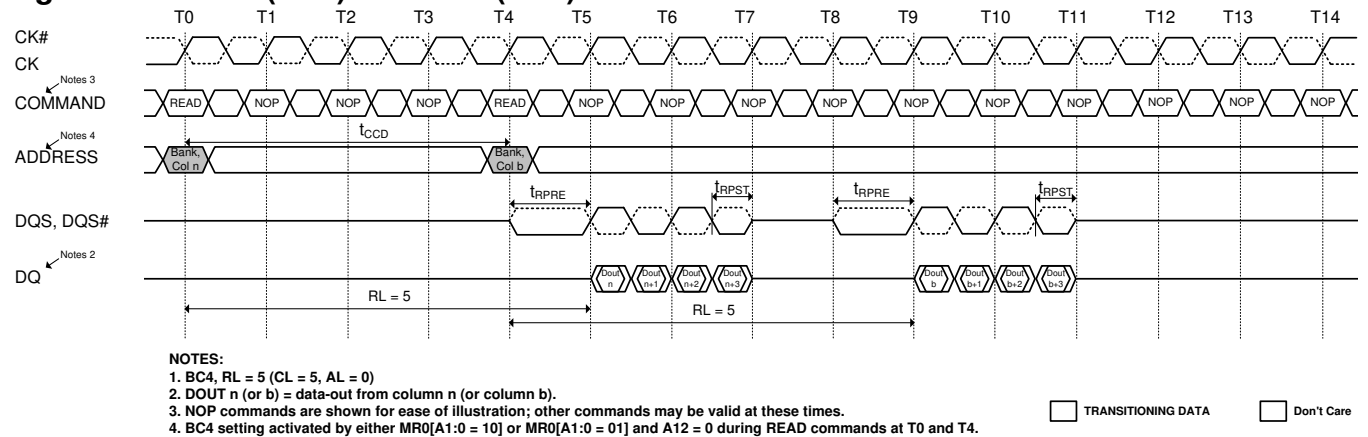 T0 T1 T2 T3 T4 T5 T6 T7 T8 T9 T10 T11 T12 T13 T14
CK#
CK
Notes 3
COMMAND READ NOP NOP NOP READ NOP NOP NOP NOP NOP NOP NOP NOP NOP NOP
tCCD
Notes 4
ADDRESS Bank, Col n Bank, Col b
tRPRE tRPST tRPRE tRPST
DQS, DQS#
Notes 2
DQ Dout n Dout n+1 Dout n+2 Dout n+3 Dout b Dout b+1 Dout b+2 Dout b+3
RL = 5
RL = 5
NOTES:
1. BC4, RL = 5 (CL = 5, AL = 0)
2. DOUT n (or b) = data-out from column n (or column b).
3. NOP commands are shown for ease of illustration; other commands may be valid at these times.
4. BC4 setting activated by either MR0[A1:0 = 10] or MR0[A1:0 = 01] and A12 = 0 during READ commands at T0 and T4.
TRANSITIONING DATA Don't Care